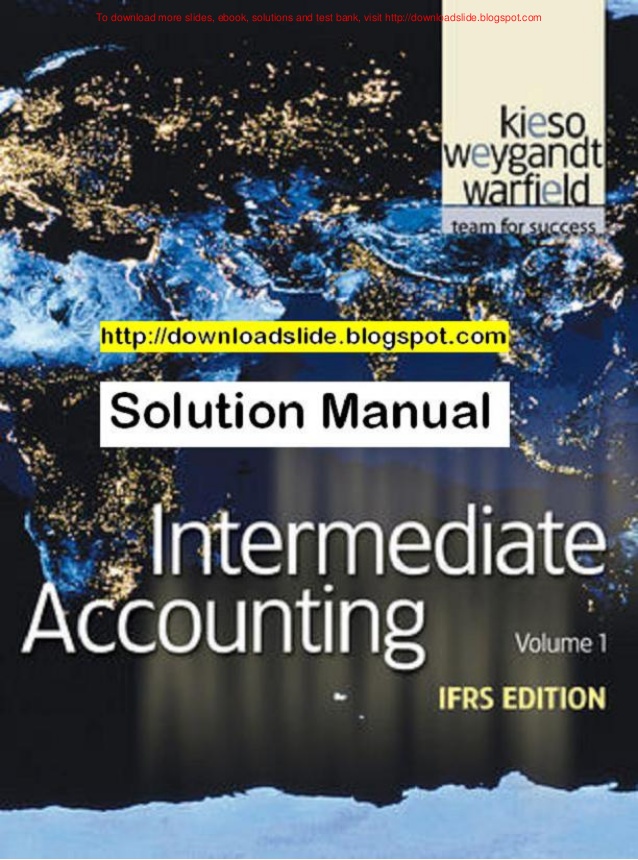 To download more slides, ebook, solutions and test bank, visit http://downloadslide.blogspot.com
kieso
weygandt
warfield
team for success
http://downloadslide.blogspot.com
Solution Manual
Intermediate
Accounting
Volume 1
IFRS EDITION